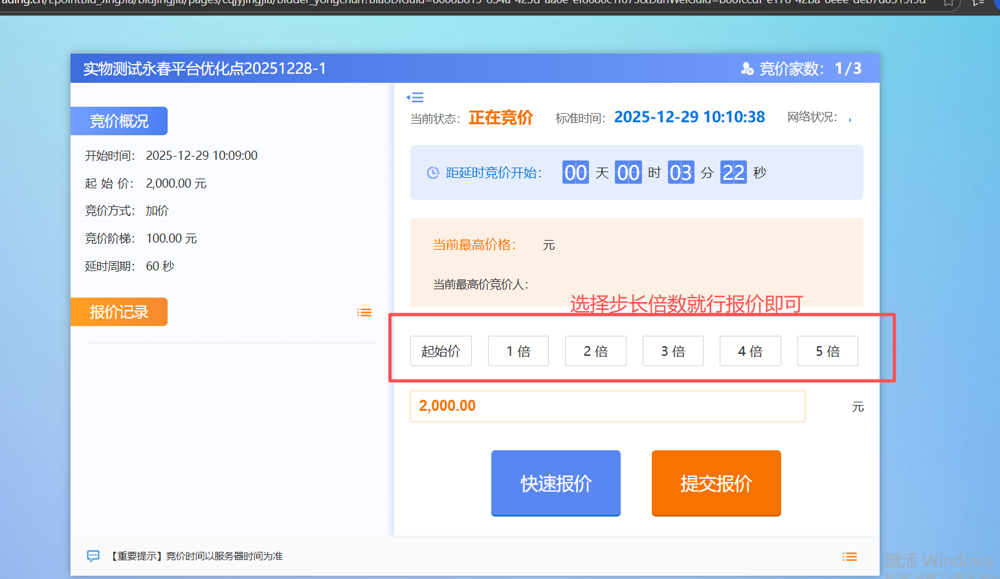 实物测试永春平台优化点20251228-1
竞价家数： 1/3
竞价概况
开始时间： 2025-12-29 10:09:00
起 始 价： 2,000.00 元
竞价方式： 加价
竞价阶梯： 100.00 元
延时周期： 60 秒
报价记录
当前状态： 正在竞价 标准时间： 2025-12-29 10:10:38 网络状况：
距延时竞价开始： 00 天 00 时 03 分 22 秒
当前最高价格： 元
当前最高价竞价人：
选择步长倍数就行报价即可
起始价 1 倍 2 倍 3 倍 4 倍 5 倍
2,000.00 元
快速报价 提交报价
【重要提示】竞价时间以服务器时间为准
激活 Windows